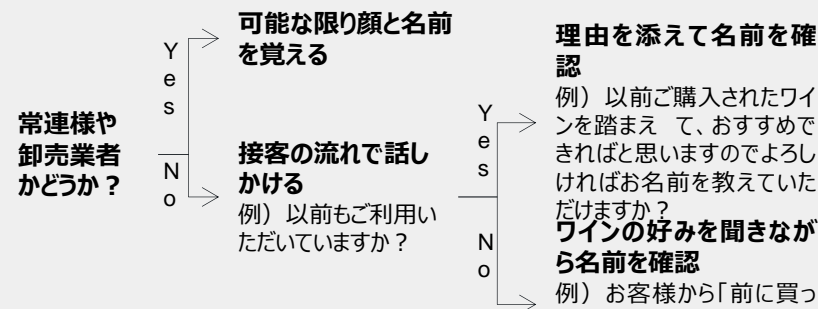 常連様や
卸売業者
かどうか？
Yes
No
可能な限り顔と名前
を覚える
接客の流れで話し
かける
例）以前もご利用い
ただいていますか？
Yes
No
理由を添えて名前を確
認
例）以前ご購入されたワイ
ンを踏まえ　て、おすすめで
きればと思いますのでよろし
ければお名前を教えていた
だけますか？
ワインの好みを聞きなが
ら名前を確認
例）お客様から「前に買っ